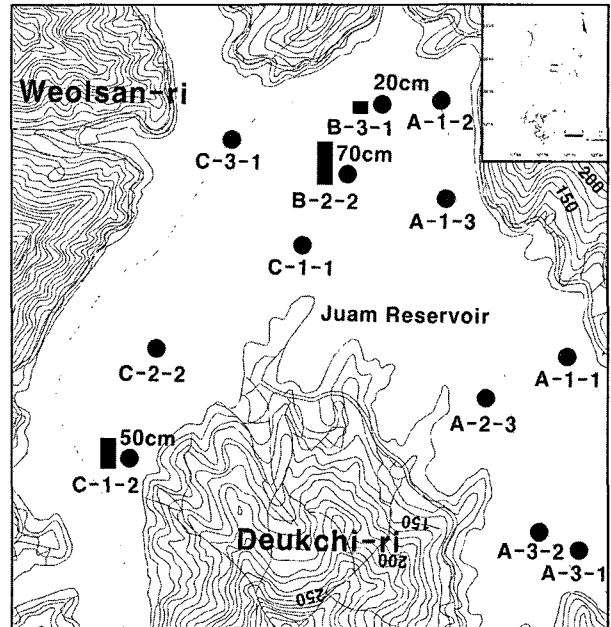 Weolsan-ri
20cm
B-3-1
A-1-2
C-3-1
70cm
B-2-2
A-1-3
200
150
C-1-1
Juam Reservoir
C-2-2
A-1-1
A-2-3
50cm
C-1-2
Deukchi-ri
150
200
250
A-3-2
A-3-1